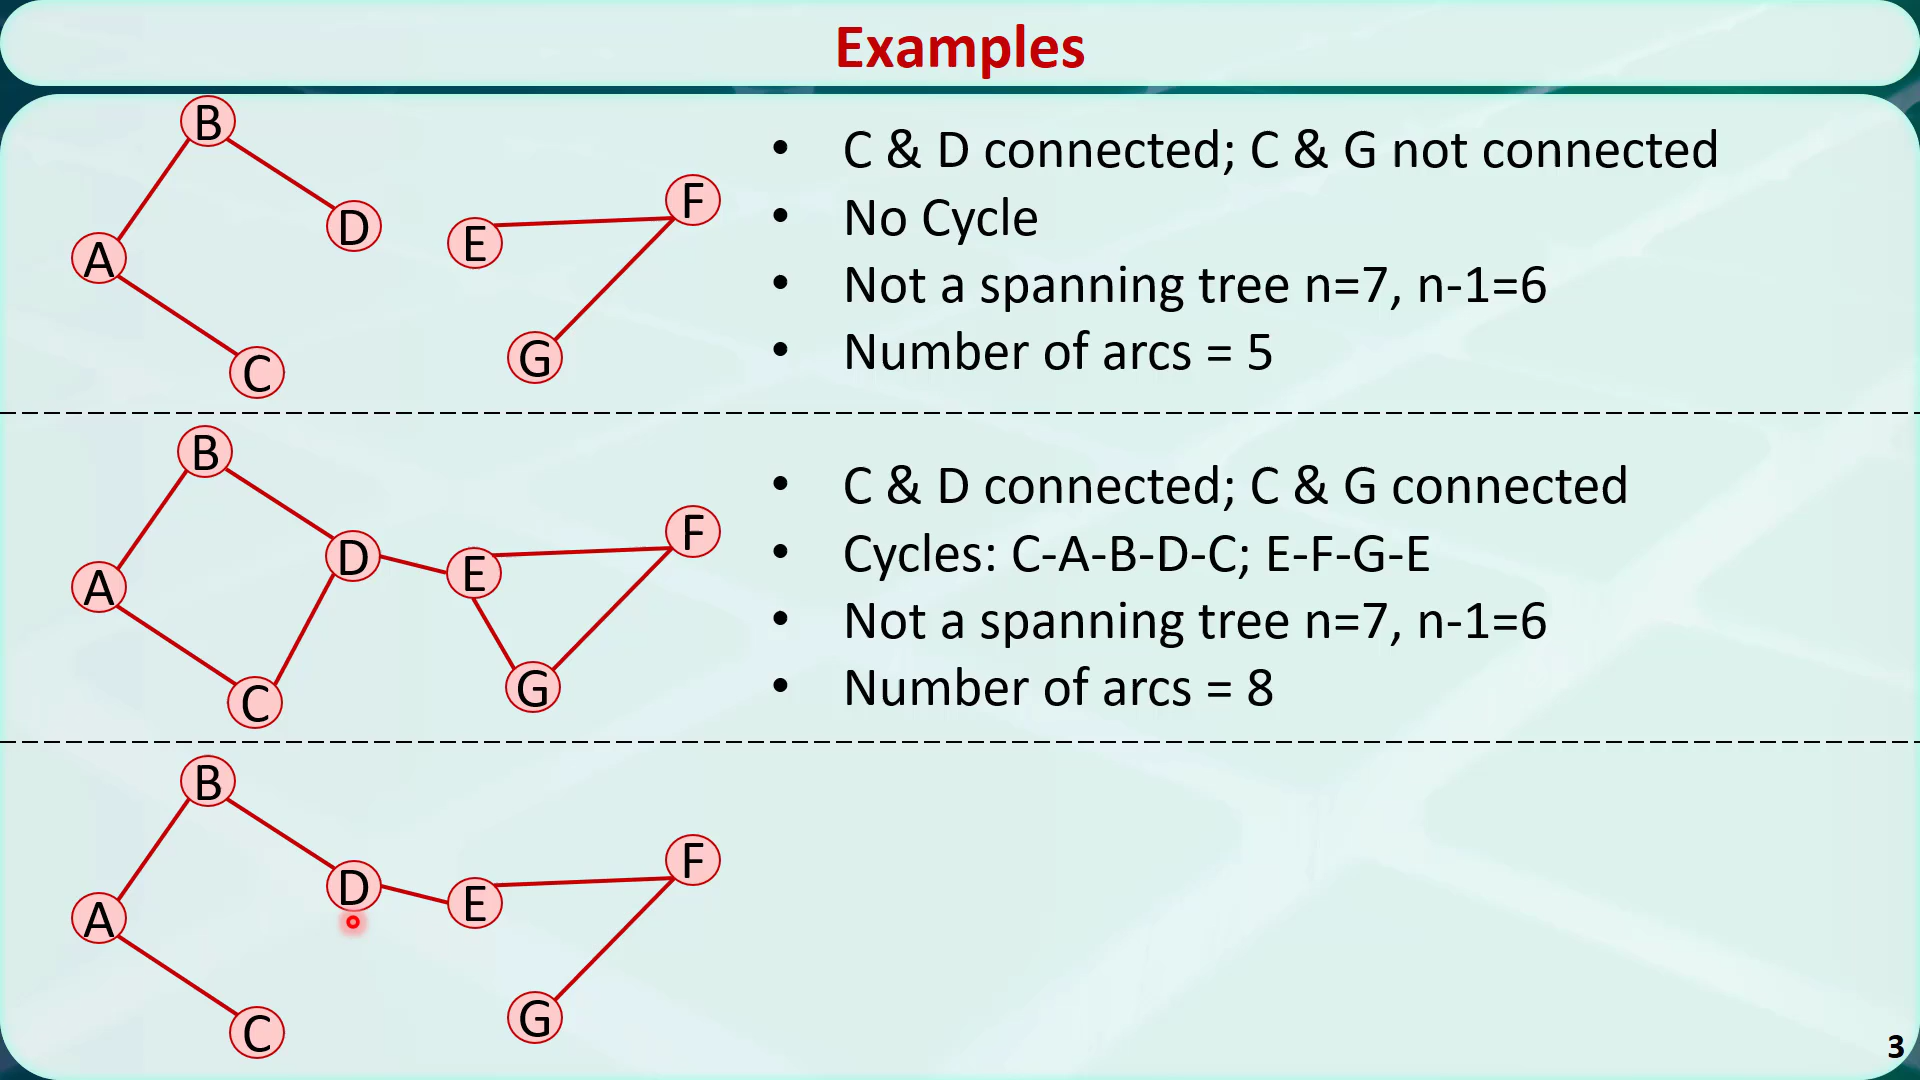 Examples
B
D
A
C
E
F
G
• C & D connected; C & G not connected
• No Cycle
• Not a spanning tree n=7, n-1=6
• Number of arcs = 5
B
D
A
C
E
F
G
• C & D connected; C & G connected
• Cycles: C-A-B-D-C; E-F-G-E
• Not a spanning tree n=7, n-1=6
• Number of arcs = 8
B
D
A
C
E
F
G
3